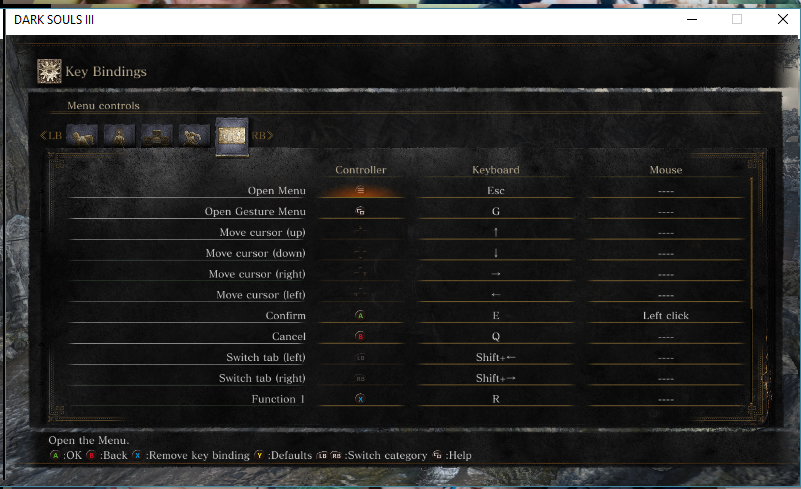 DARK SOULS III
Key Bindings
Menu controls
LB RB
Controller Keyboard Mouse
Open Menu Esc ----
Open Gesture Menu G ----
Move cursor (up) ↑ ----
Move cursor (down) ↓ ----
Move cursor (right) → ----
Move cursor (left) ← ----
Confirm A E Left click
Cancel B Q ----
Switch tab (left) LB Shift+← ----
Switch tab (right) RB Shift+→ ----
Function 1 X R ----
Open the Menu.
A :OK B :Back X :Remove key binding Y :Defaults LB RB :Switch category :Help